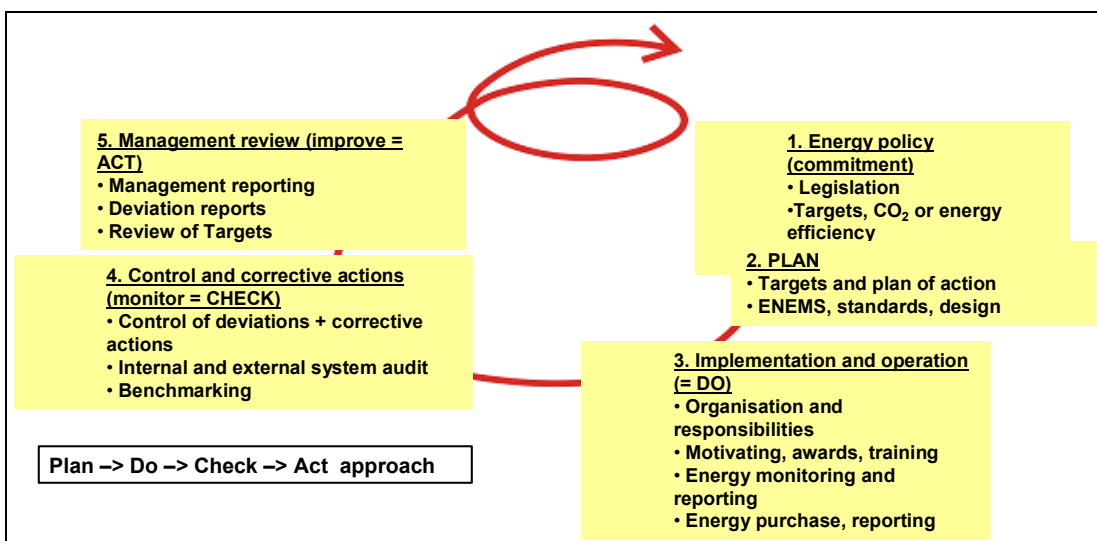 5. Management review (improve =
ACT)
• Management reporting
• Deviation reports
• Review of Targets
1. Energy policy
(commitment)
• Legislation
•Targets, CO₂ or energy
efficiency
2. PLAN
• Targets and plan of action
• ENEMS, standards, design
4. Control and corrective actions
(monitor = CHECK)
• Control of deviations + corrective
actions
• Internal and external system audit
• Benchmarking
3. Implementation and operation
(= DO)
• Organisation and
responsibilities
• Motivating, awards, training
• Energy monitoring and
reporting
• Energy purchase, reporting
Plan –> Do –> Check –> Act approach